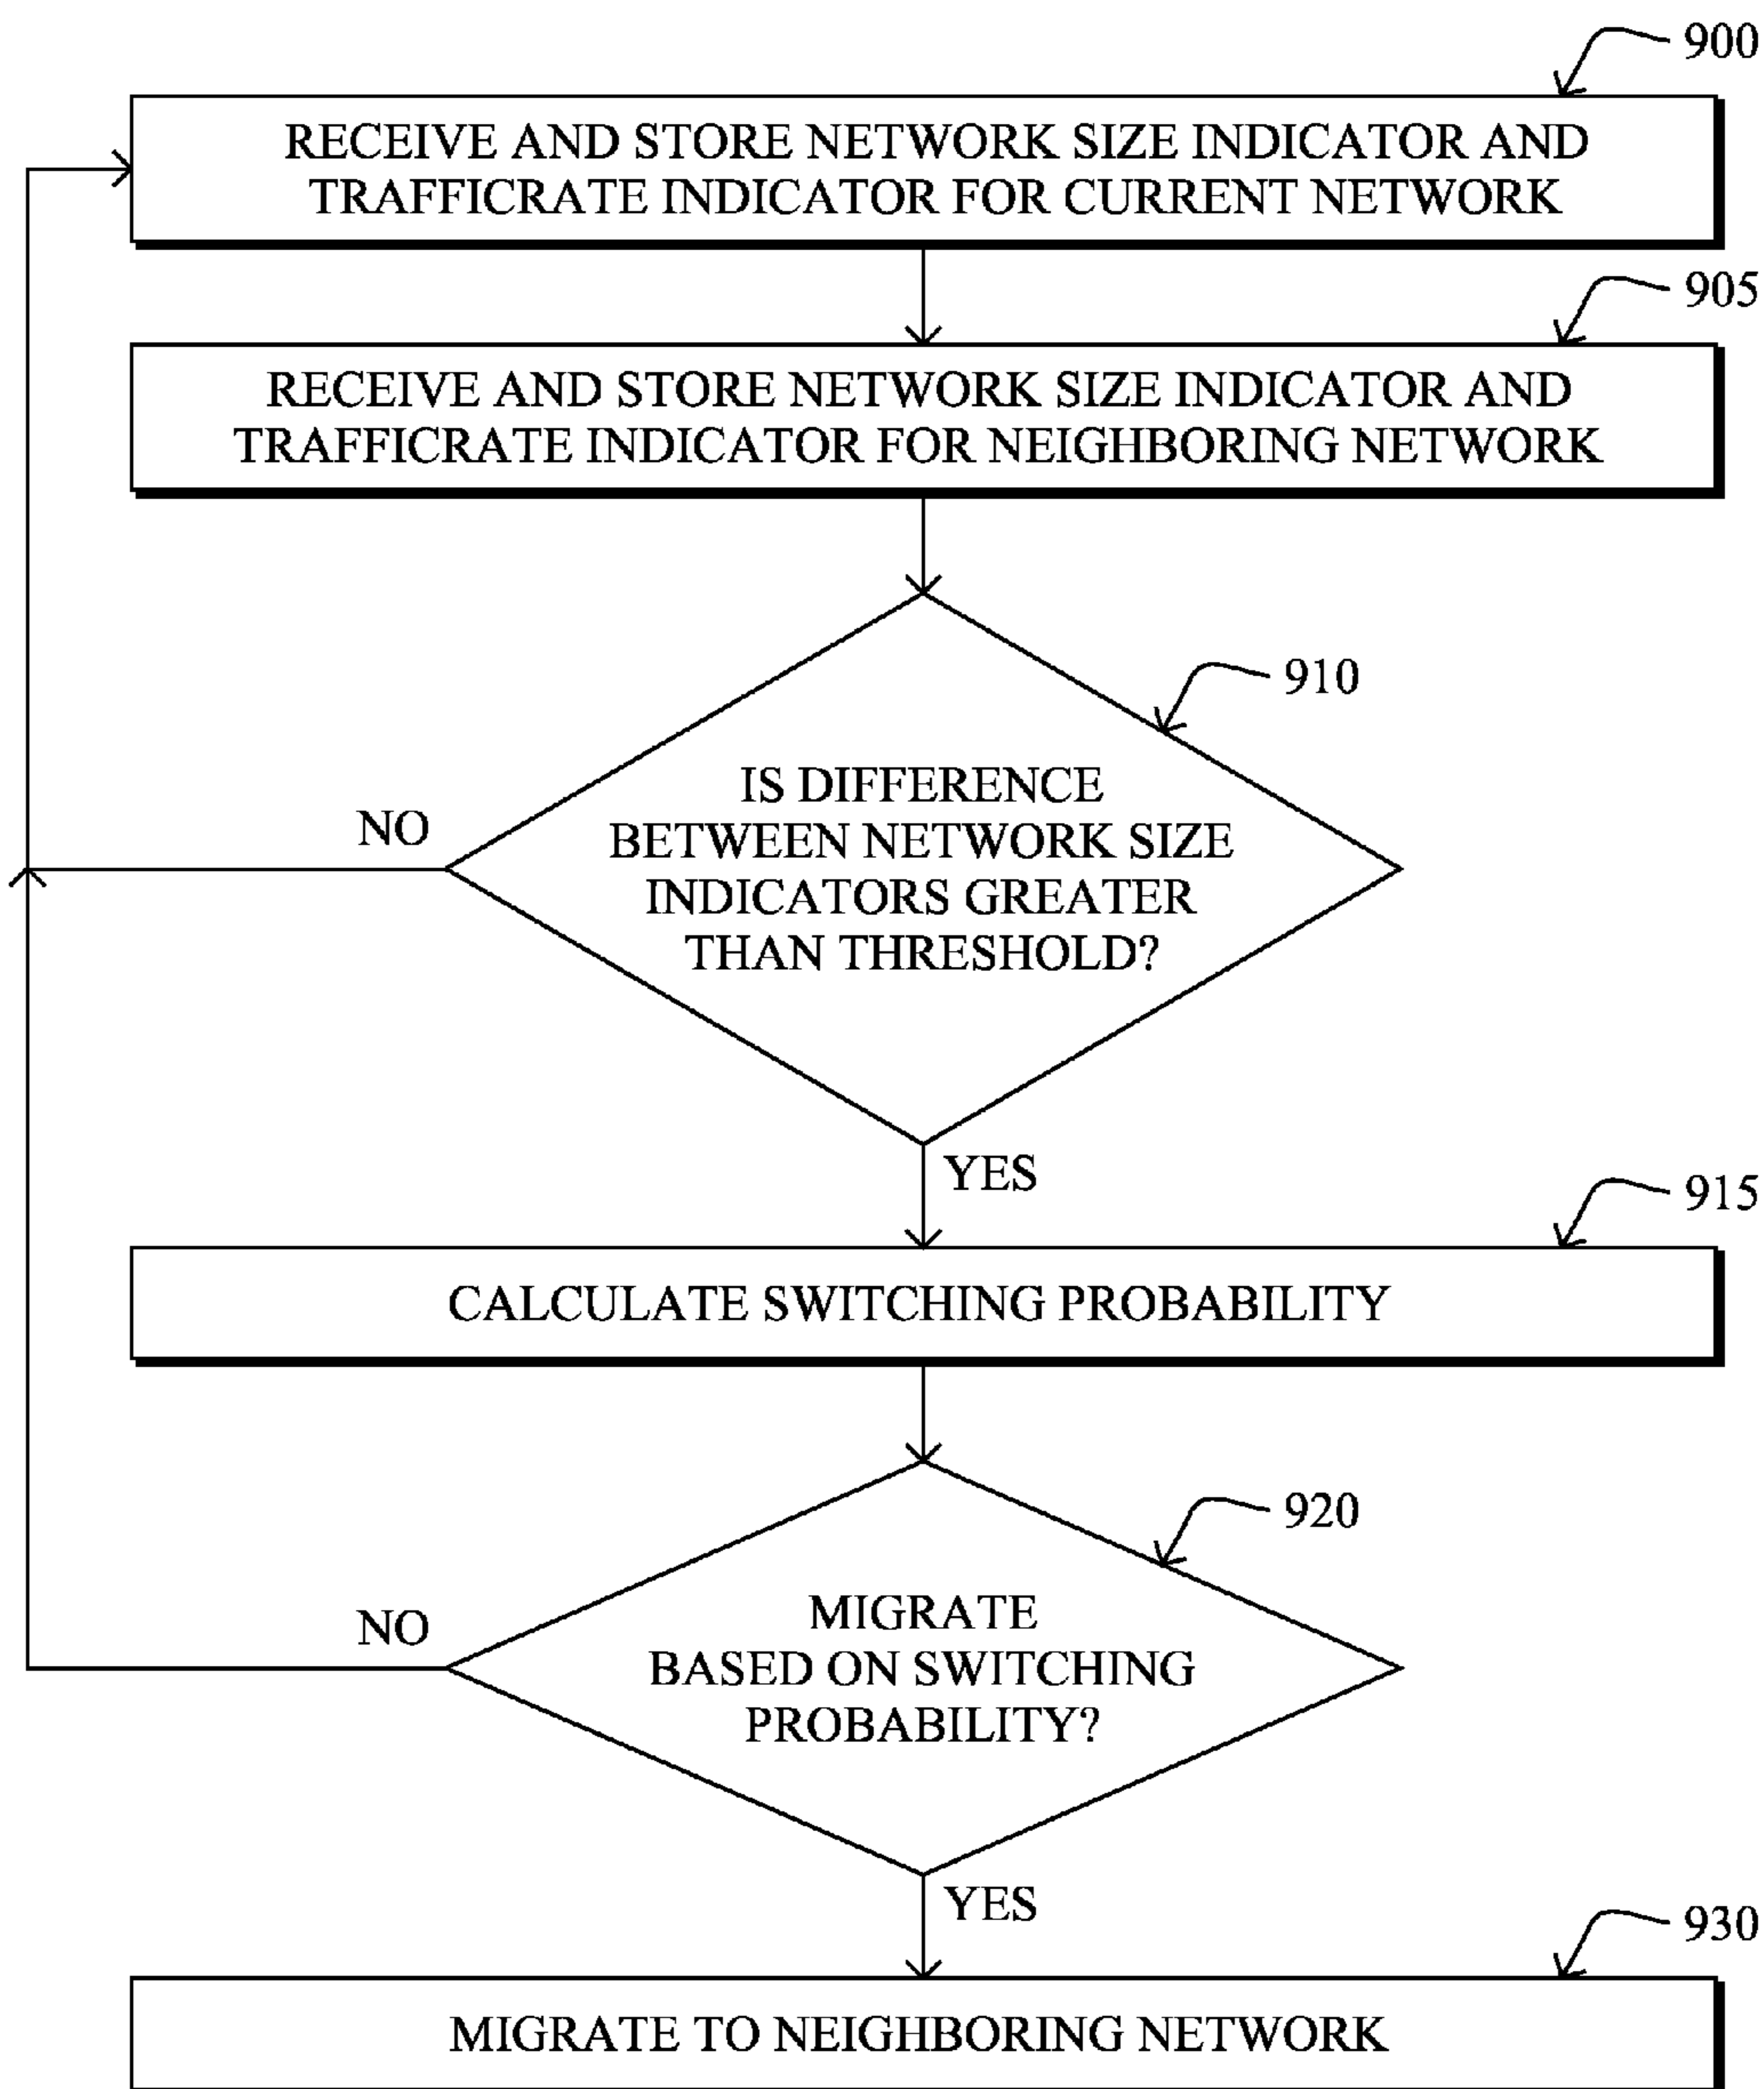 900
RECEIVE AND STORE NETWORK SIZE INDICATOR AND
TRAFFICRATE INDICATOR FOR CURRENT NETWORK
905
RECEIVE AND STORE NETWORK SIZE INDICATOR AND
TRAFFICRATE INDICATOR FOR NEIGHBORING NETWORK
910
IS DIFFERENCE
BETWEEN NETWORK SIZE
INDICATORS GREATER
THAN THRESHOLD?
NO
YES
915
CALCULATE SWITCHING PROBABILITY
920
MIGRATE
BASED ON SWITCHING
PROBABILITY?
NO
YES
930
MIGRATE TO NEIGHBORING NETWORK